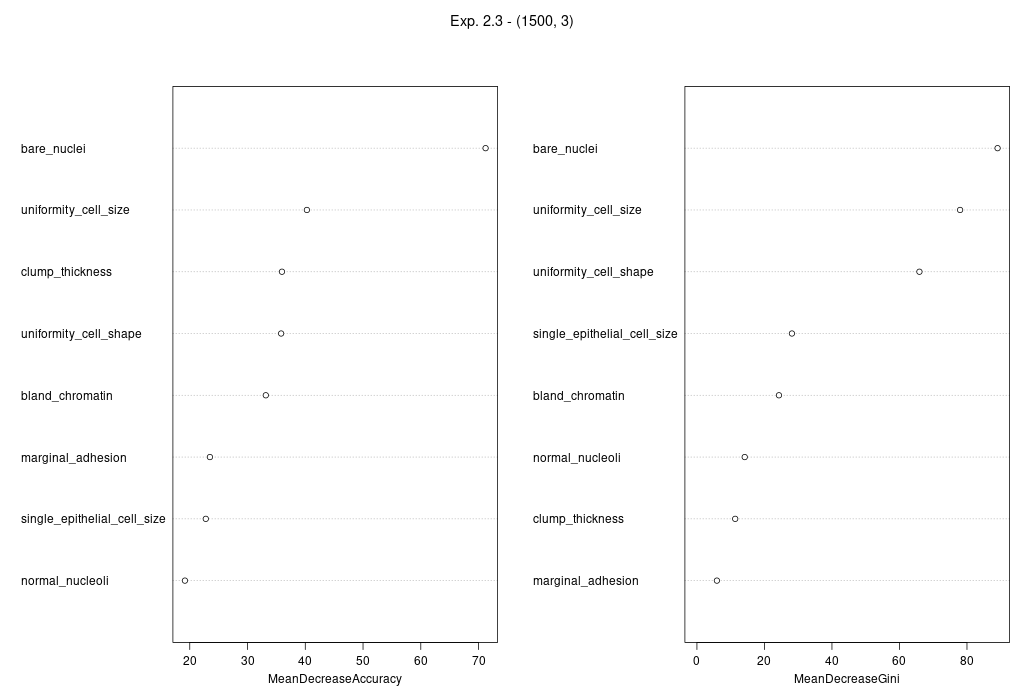 Exp. 2.3 - (1500, 3)
bare_nuclei
uniformity_cell_size
clump_thickness
uniformity_cell_shape
bland_chromatin
marginal_adhesion
single_epithelial_cell_size
normal_nucleoli
20 30 40 50 60 70
MeanDecreaseAccuracy
bare_nuclei
uniformity_cell_size
uniformity_cell_shape
single_epithelial_cell_size
bland_chromatin
normal_nucleoli
clump_thickness
marginal_adhesion
0 20 40 60 80
MeanDecreaseGini